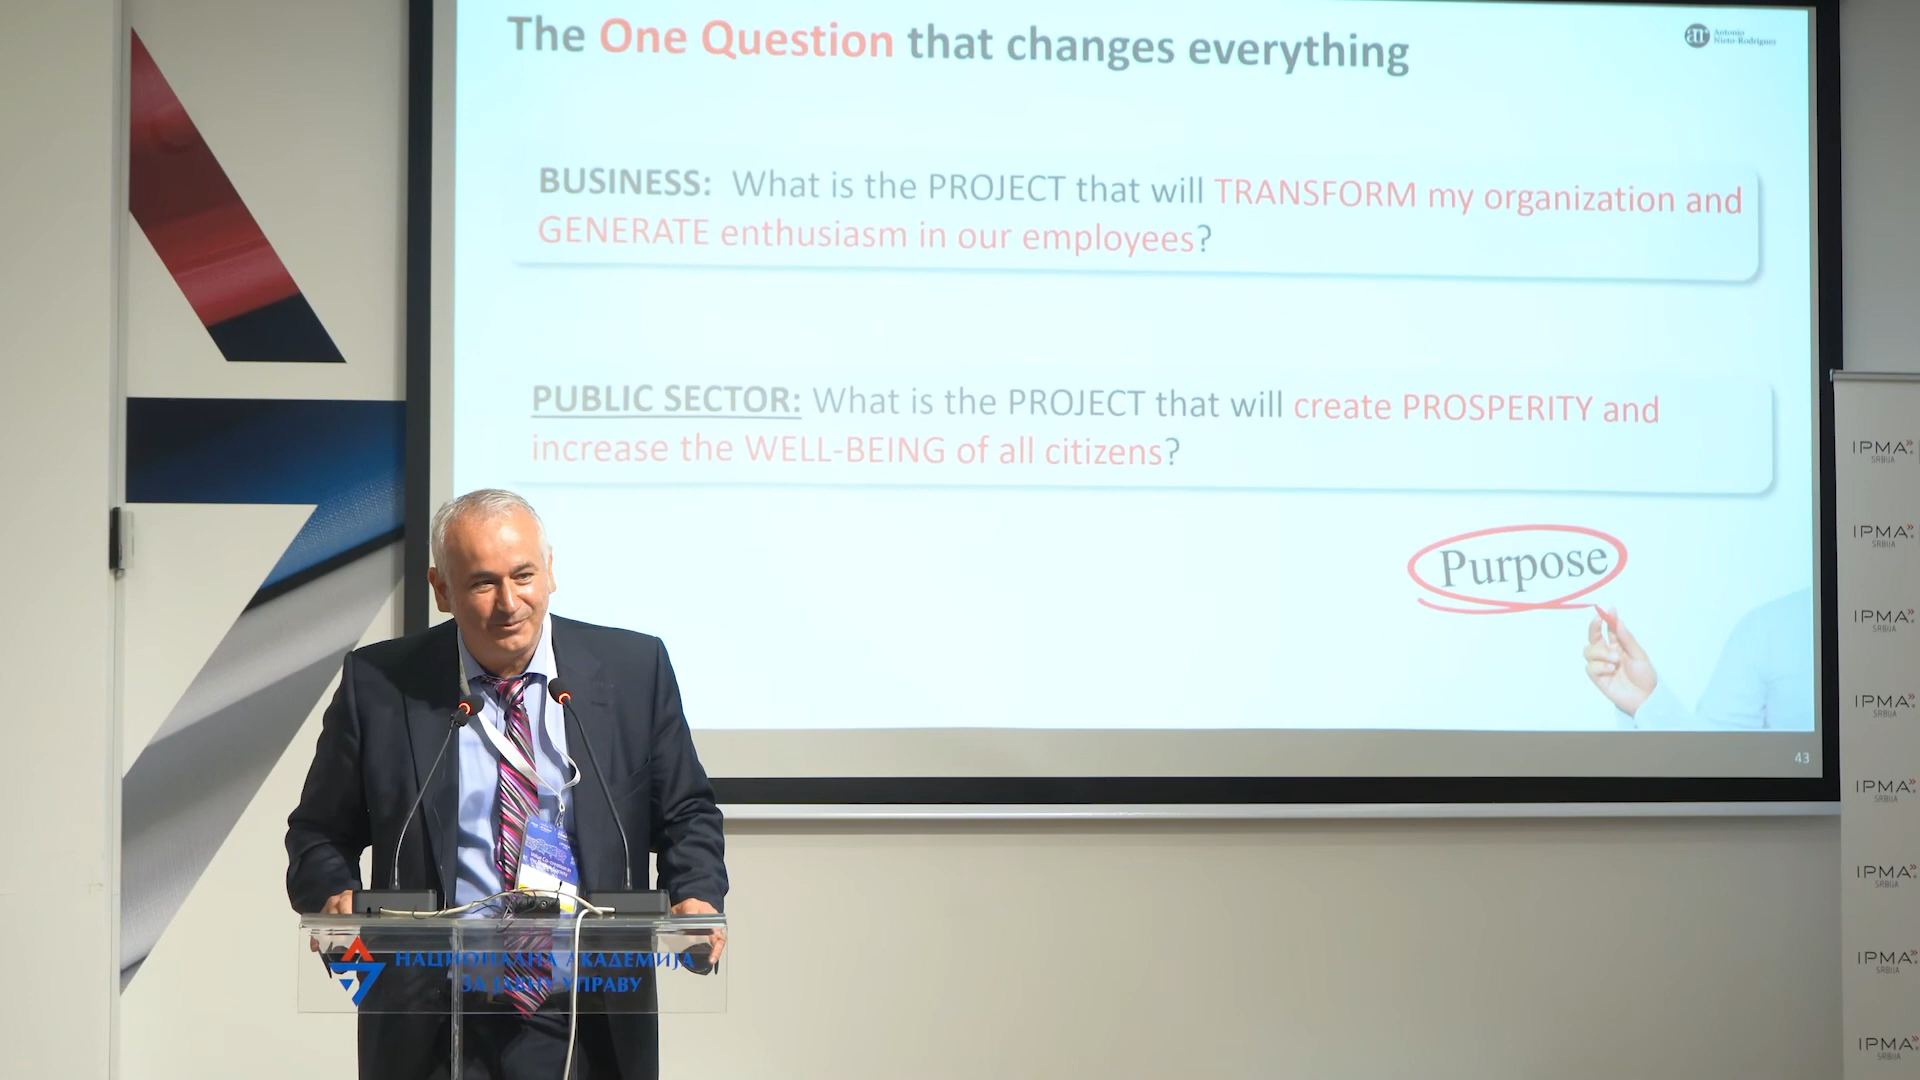 The One Question that changes everything
ar Antonio
Nieto-Rodriguez
BUSINESS: What is the PROJECT that will TRANSFORM my organization and
GENERATE enthusiasm in our employees?
PUBLIC SECTOR: What is the PROJECT that will create PROSPERITY and
increase the WELL-BEING of all citizens?
Purpose
43
IPMA
SRBIJA
IPMA
SRBIJA
IPMA
SRBIJA
IPMA
SRBIJA
IPMA
SRBIJA
IPMA
SRBIJA
IPMA
SRBIJA
IPMA
SRBIJA
НАЦИОНАЛНА АКАДЕМИЈА
ЗА ЈАВНУ УПРАВУ